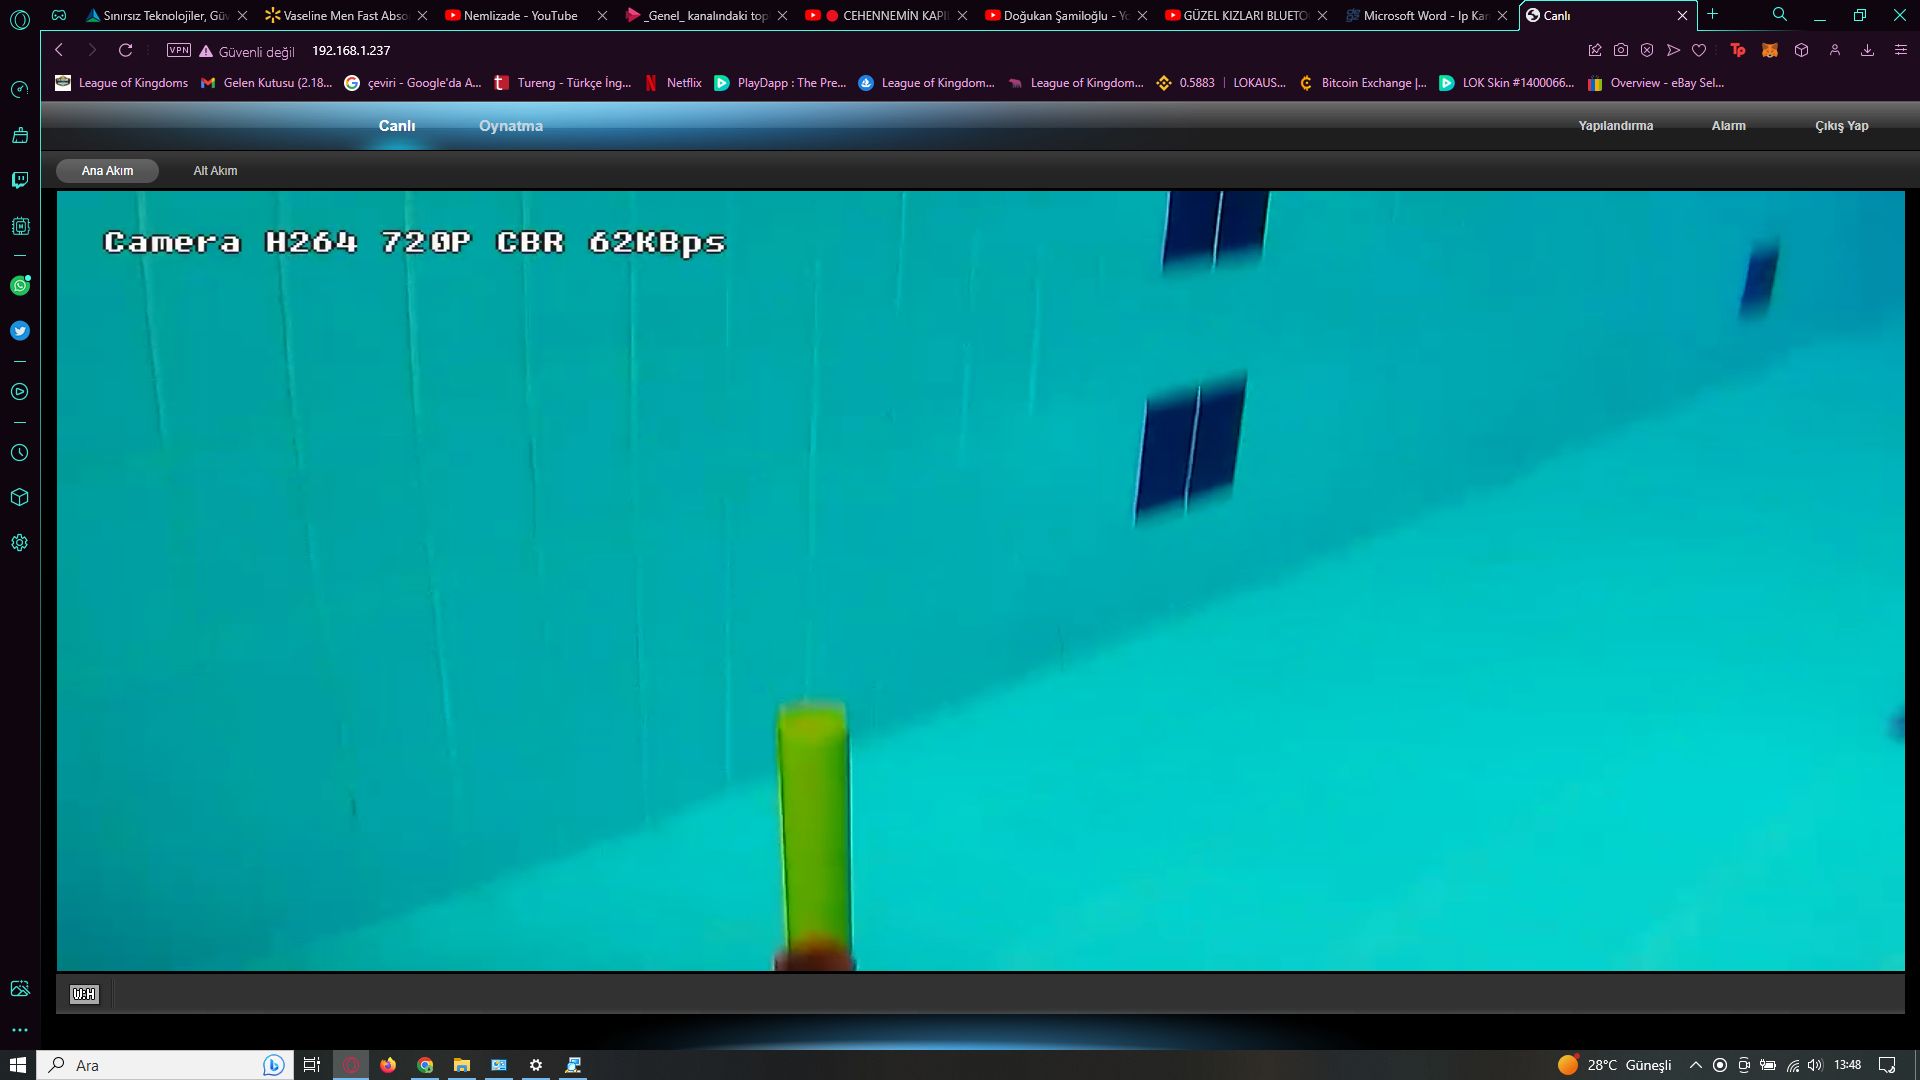 Sınırsız Teknolojiler, Gü
Vaseline Men Fast Abso
Nemlizade - YouTube
_Genel_ kanalındaki top
CEHENNEMİN KAPI
Doğukan Şamiloğlu - Yo
GÜZEL KIZLARI BLUETO
Microsoft Word - Ip Kar
Canlı
VPN
Güvenli değil
192.168.1.237
Tp
League of Kingdoms
Gelen Kutusu (2.18...
çeviri - Google'da A...
Tureng - Türkçe İng...
Netflix
PlayDapp : The Pre...
League of Kingdom...
League of Kingdom...
0.5883 | LOKAUS...
Bitcoin Exchange |...
LOK Skin #1400066...
Overview - eBay Sel...
Canlı
Oynatma
Yapılandırma
Alarm
Çıkış Yap
Ana Akım
Alt Akım
Camera H264 720P CBR 62KBps
W:H
Ara
28°C Güneşli
13:48